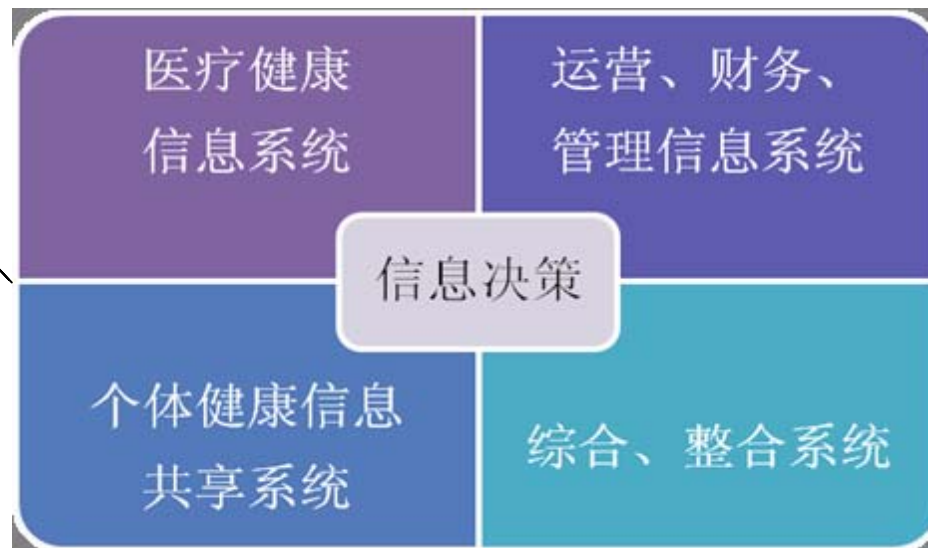 医疗健康
信息系统
运营、财务、
管理信息系统
信息决策
个体健康信息
共享系统
综合、整合系统